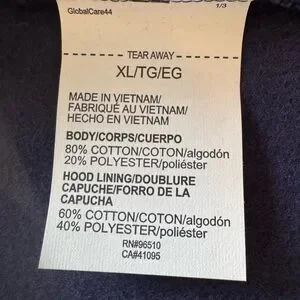 GlobalCare44
1/3
TEAR AWAY
XL/TG/EG
MADE IN VIETNAM/
FABRIQUÉ AU VIETNAM/
HECHO EN VIETNAM
BODY/CORPS/CUERPO
80% COTTON/COTON/algodón
20% POLYESTER/poliéster
HOOD LINING/DOUBLURE
CAPUCHE/FORRO DE LA
CAPUCHA
60% COTTON/COTON/algodón
40% POLYESTER/poliéster
RN#96510
CA#41095